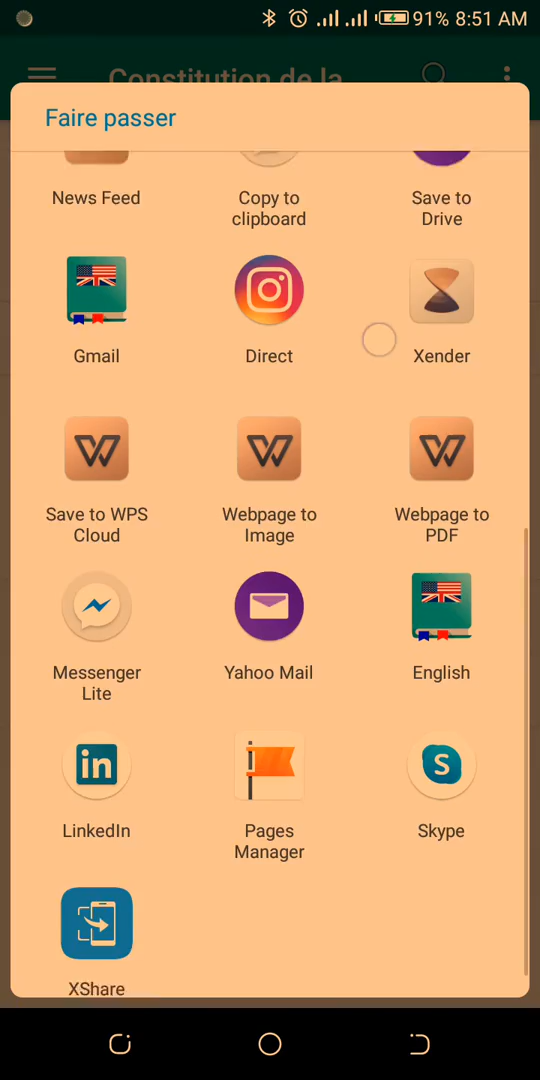 91% 8:51 AM
Constitution de la
Faire passer
News Feed
Copy to
clipboard
Save to
Drive
Gmail
Direct
Xender
Save to WPS
Cloud
Webpage to
Image
Webpage to
PDF
Messenger
Lite
Yahoo Mail
English
in
S
LinkedIn
Pages
Manager
Skype
XShare